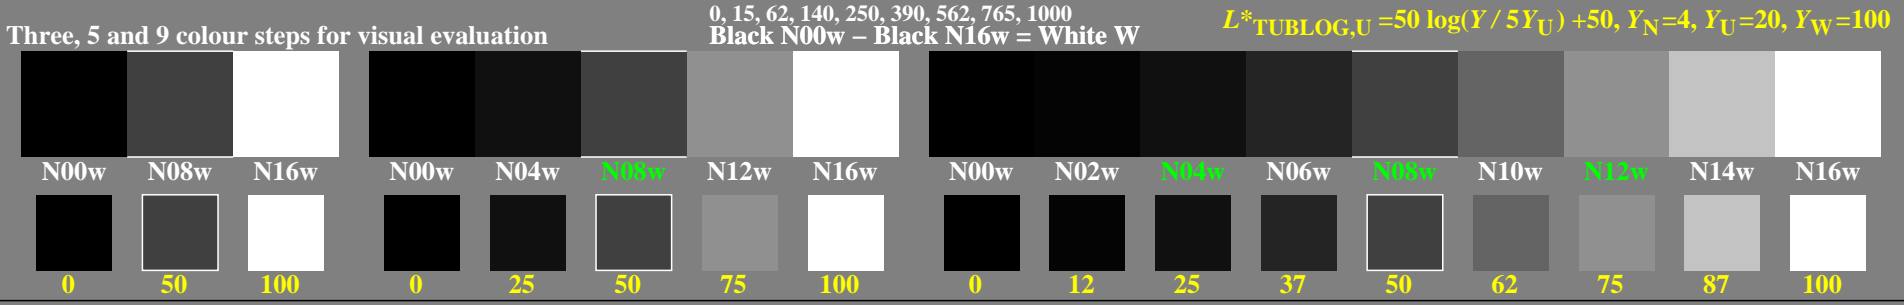 Three, 5 and 9 colour steps for visual evaluation
0, 15, 62, 140, 250, 390, 562, 765, 1000
Black N00w – Black N16w = White W
L*TUBLOG,U =50 log(Y / 5YU) +50, YN=4, YU=20, YW=100
N00w N08w N16w N00w N04w N08w N12w N16w N00w N02w N04w N06w N08w N10w N12w N14w N16w
0 50 100 0 25 50 75 100 0 12 25 37 50 62 75 87 100